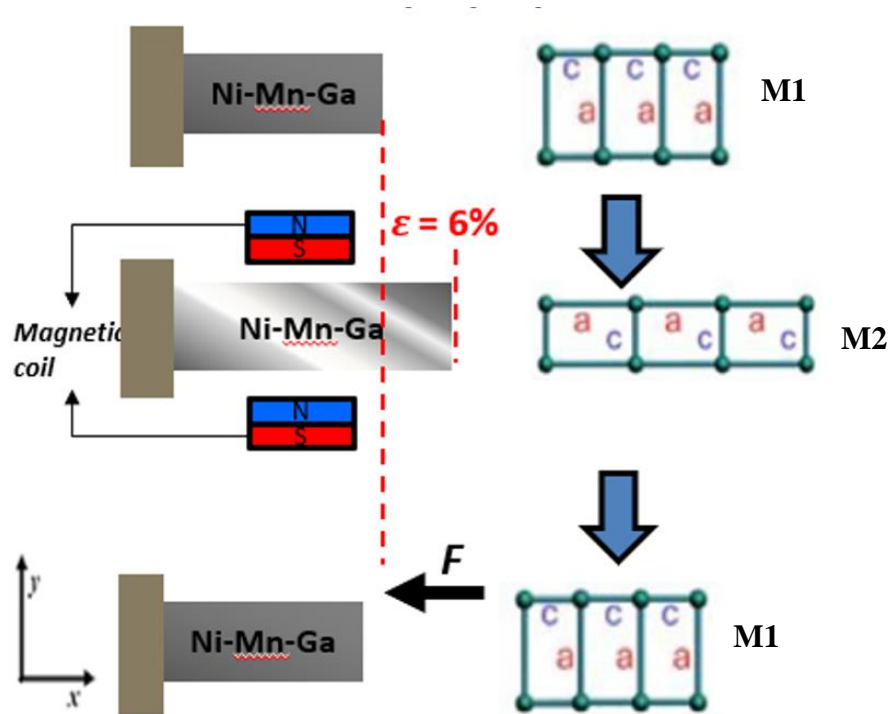 Ni-Mn-Ga
c c c
a a a
M1
N
S
ε = 6%
Magnetic
coil
Ni-Mn-Ga
a a a
c c c
M2
N
S
F
y
x
Ni-Mn-Ga
c c c
a a a
M1